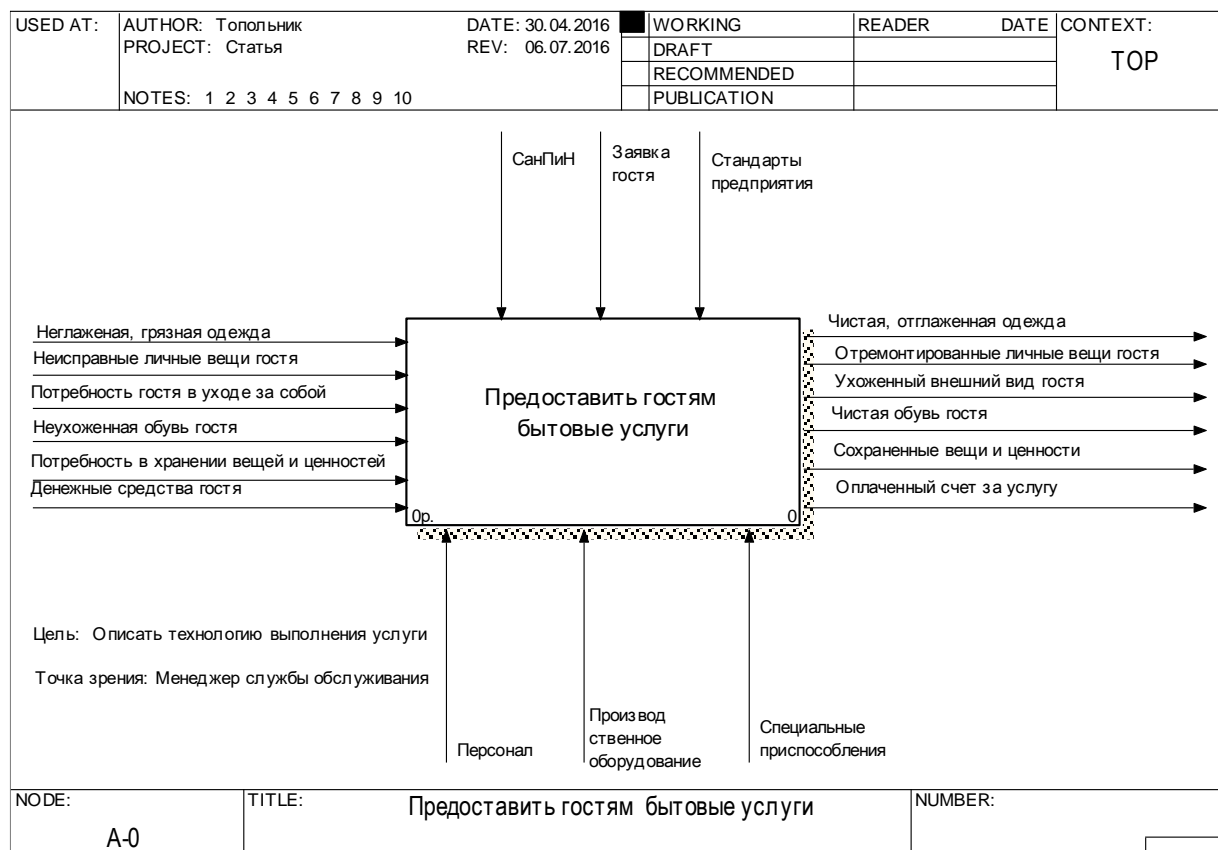 USED AT:
AUTHOR: Топольник
DATE: 30.04.2016
PROJECT: Статья
REV: 06.07.2016
NOTES: 1 2 3 4 5 6 7 8 9 10
WORKING
DRAFT
RECOMMENDED
PUBLICATION
READER
DATE
CONTEXT:
TOP
СанПиН
Заявка
гостя
Стандарты
предприятия
Неглаженая, грязная одежда
Неисправные личные вещи гостя
Потребность гостя в уходе за собой
Неухоженная обувь гостя
Потребность в хранении вещей и ценностей
Денежные средства гостя
Предоставить гостям
бытовые услуги
0р.
0
Чистая, отглаженная одежда
Отремонтированные личные вещи гостя
Ухоженный внешний вид гостя
Чистая обувь гостя
Сохраненные вещи и ценности
Оплаченный счет за услугу
Цель: Описать технологию выполнения услуги
Точка зрения: Менеджер службы обслуживания
Персонал
Производ
ственное
оборудование
Специальные
приспособления
NODE:
A-0
TITLE:
Предоставить гостям бытовые услуги
NUMBER: